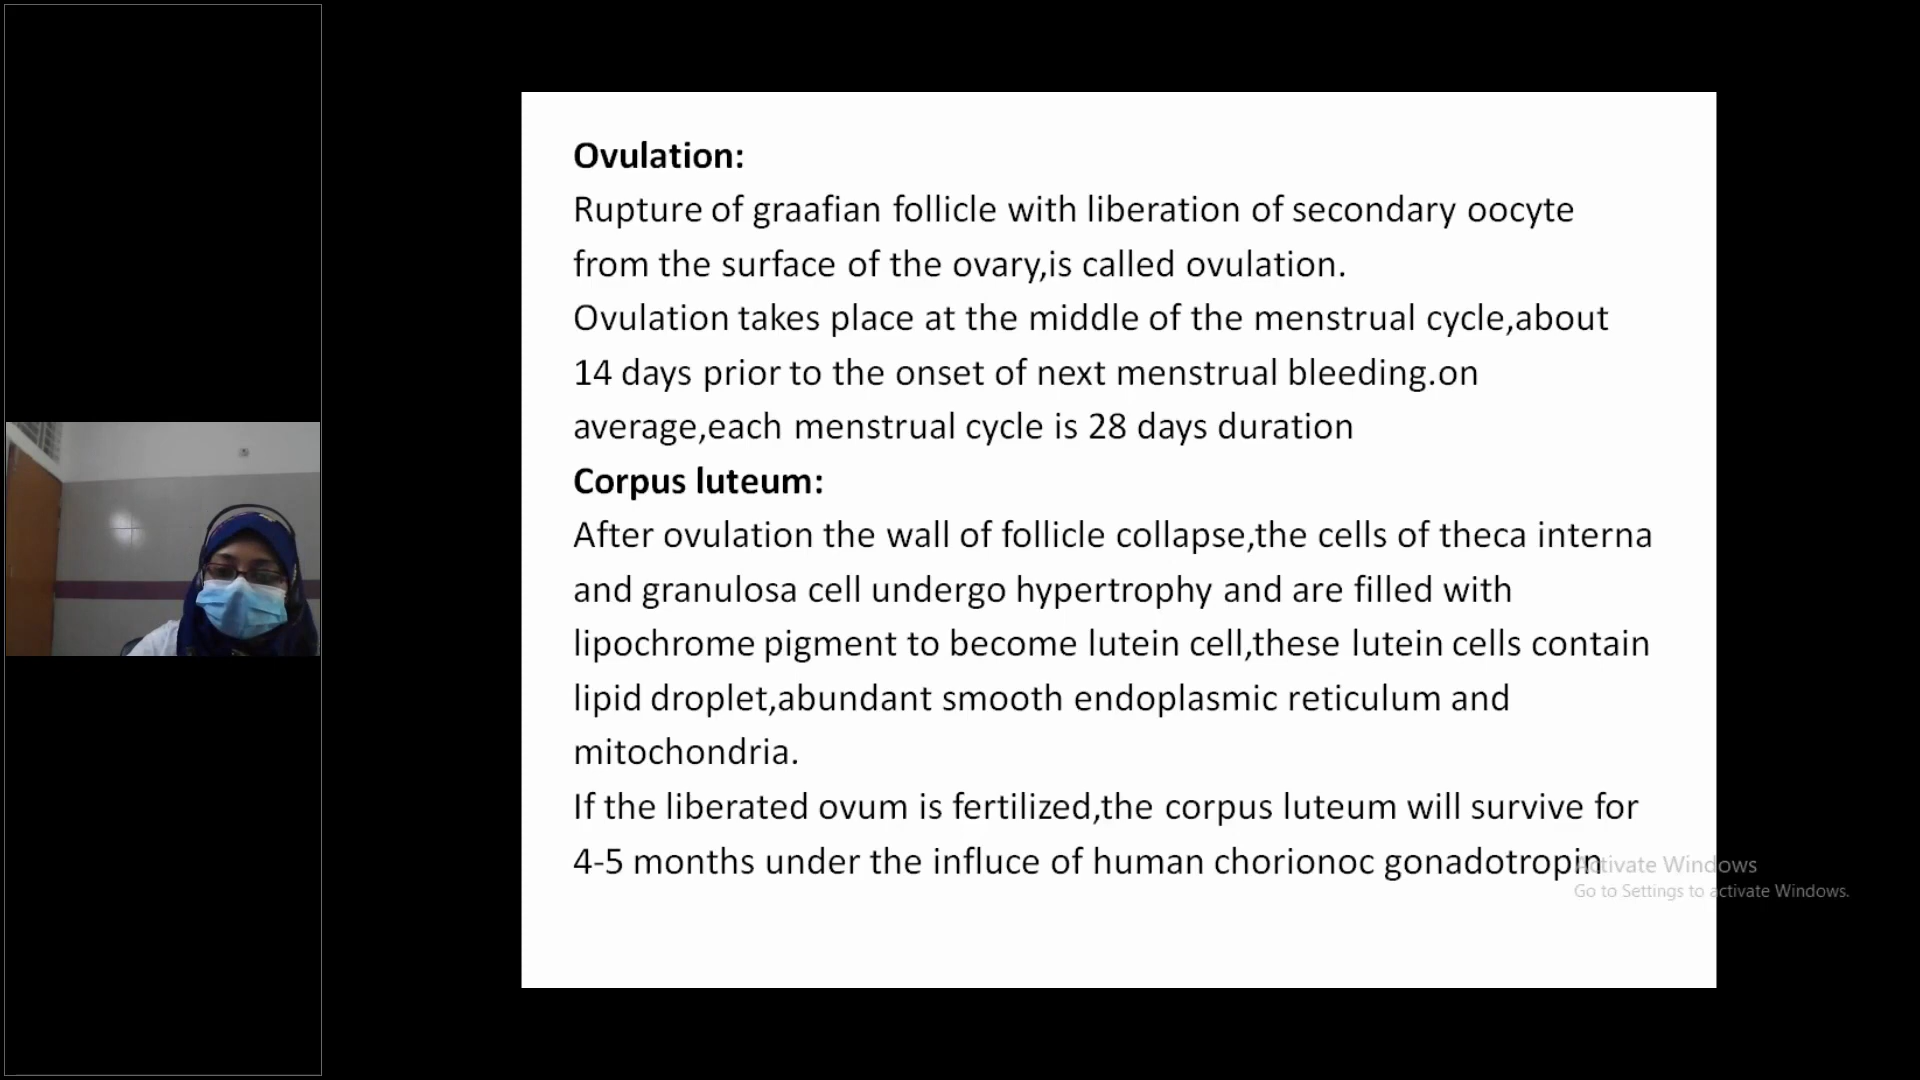 Ovulation:
Rupture of graafian follicle with liberation of secondary oocyte
from the surface of the ovary,is called ovulation.
Ovulation takes place at the middle of the menstrual cycle,about
14 days prior to the onset of next menstrual bleeding.on
average,each menstrual cycle is 28 days duration
Corpus luteum:
After ovulation the wall of follicle collapse,the cells of theca interna
and granulosa cell undergo hypertrophy and are filled with
lipochrome pigment to become lutein cell,these lutein cells contain
lipid droplet,abundant smooth endoplasmic reticulum and
mitochondria.
If the liberated ovum is fertilized,the corpus luteum will survive for
4-5 months under the influce of human chorionoc gonadotropin
Activate Windows
Go to Settings to activate Windows.